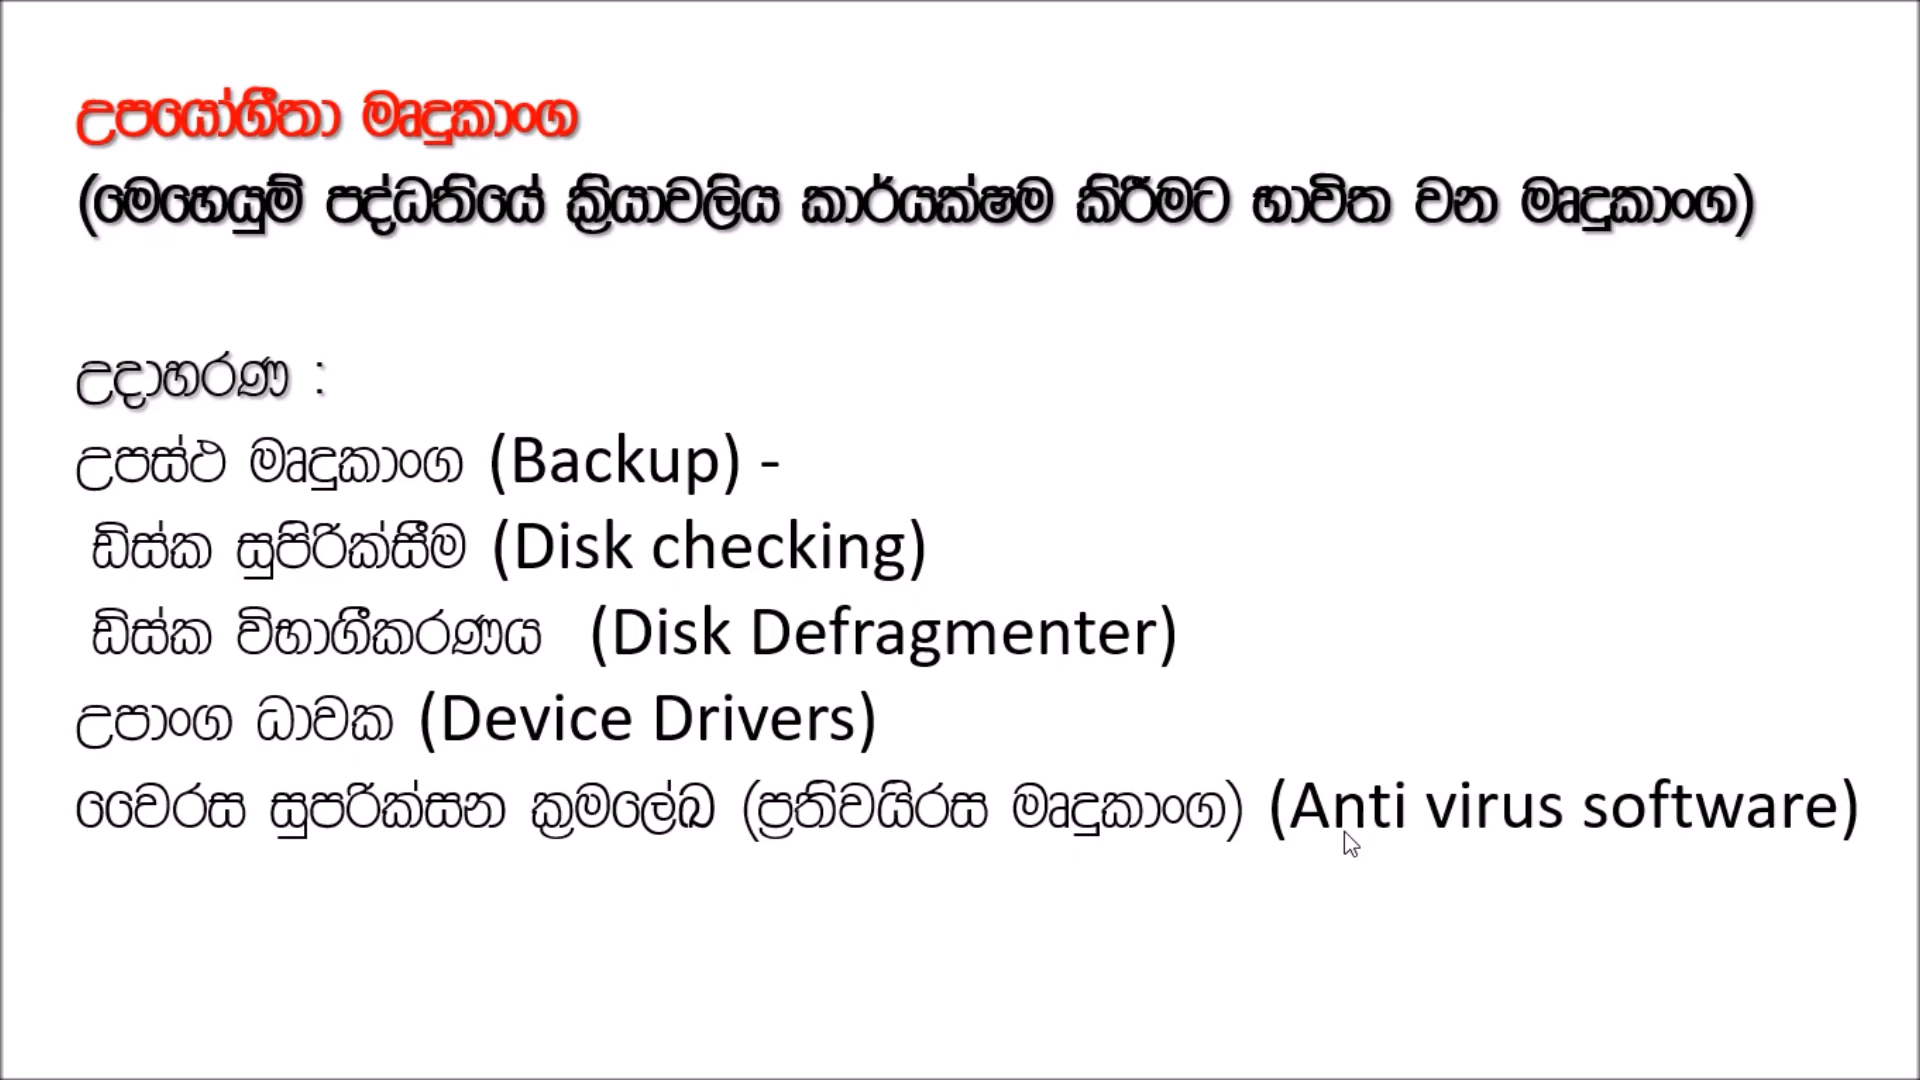 උපයෝගීතා මෘදුකාංග
(මෙහෙයුම් පද්ධතියේ ක්‍රියාවලිය කාර්යක්ෂම කිරීමට භාවිත වන මෘදුකාංග)
උදාහරණ :
උපස්ථ මෘදුකාංග (Backup) -
ඩිස්ක සුපිරික්සීම (Disk checking)
ඩිස්ක විභාගීකරණය (Disk Defragmenter)
උපාංග ධාවක (Device Drivers)
වෛරස සුපරික්සන ක්‍රමලේඛ (ප්‍රතිවයිරස මෘදුකාංග) (Anti virus software)